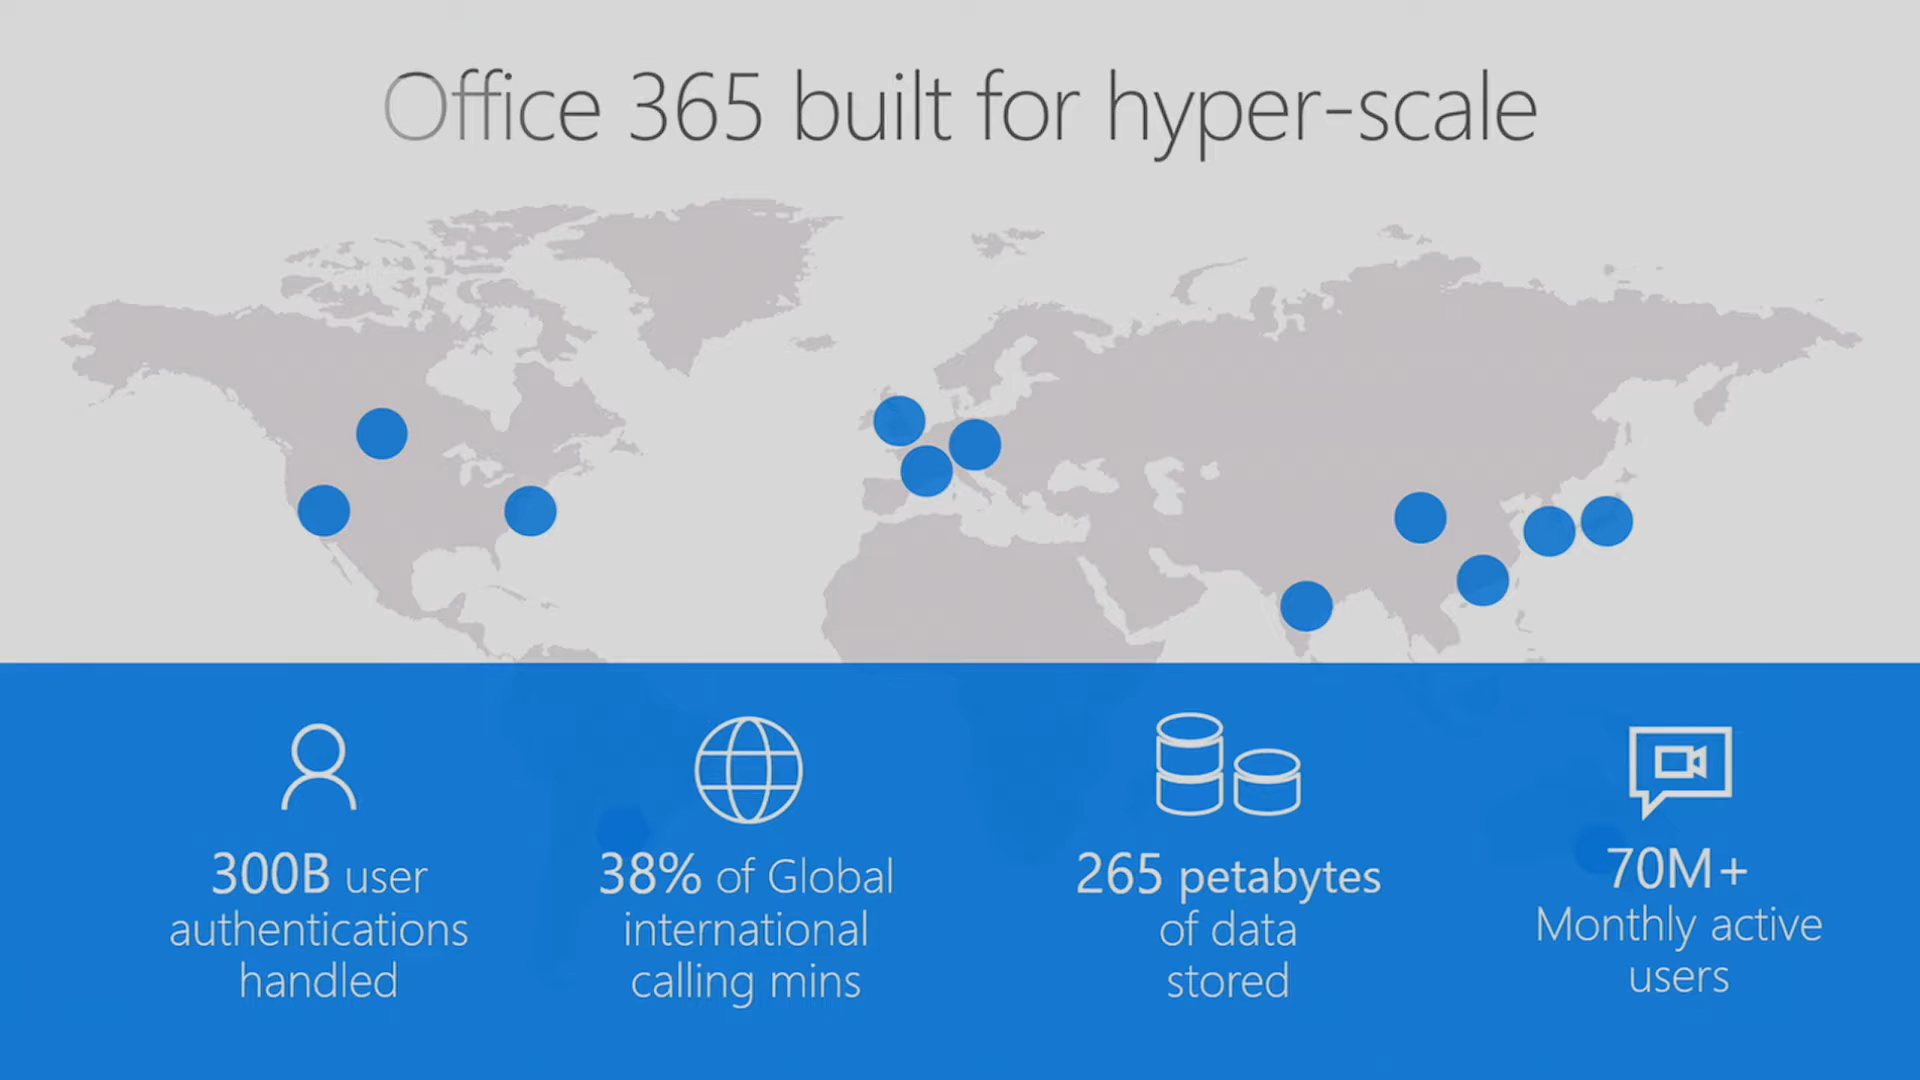 Office 365 built for hyper-scale
300B user
authentications
handled
38% of Global
international
calling mins
265 petabytes
of data
stored
70M+
Monthly active
users